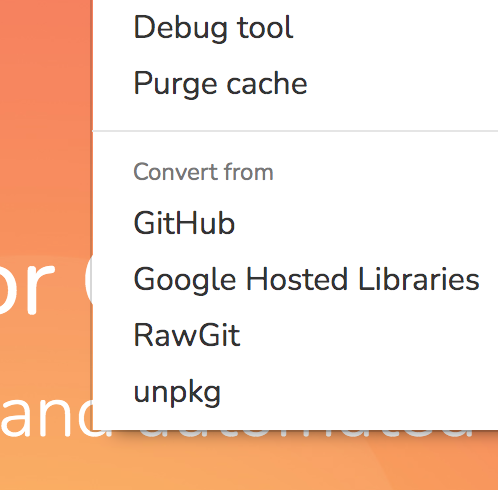 Debug tool
Purge cache
Convert from
GitHub
Google Hosted Libraries
RawGit
unpkg
or
and automated